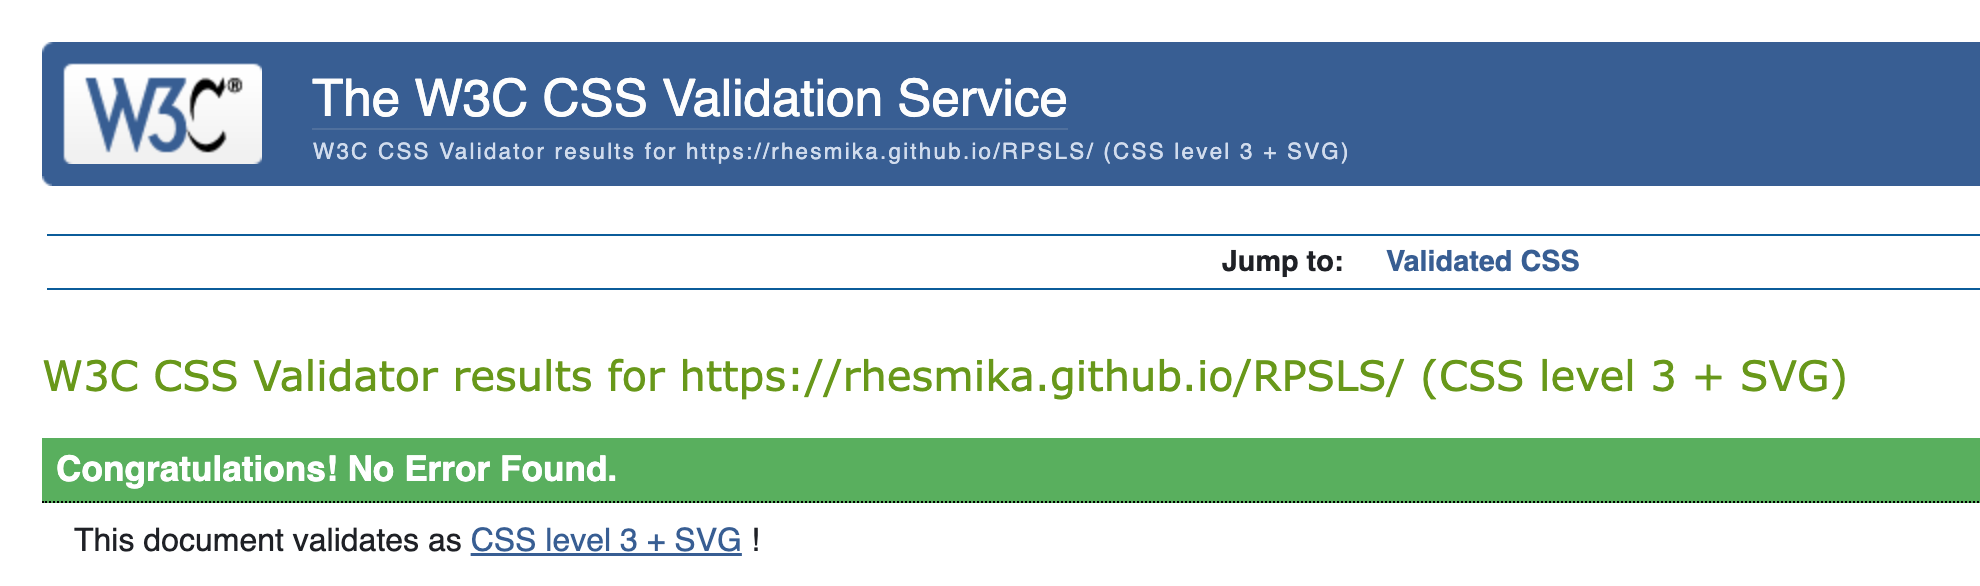 W3C®
The W3C CSS Validation Service
W3C CSS Validator results for https://rhesmika.github.io/RPSLS/ (CSS level 3 + SVG)
Jump to: Validated CSS
W3C CSS Validator results for https://rhesmika.github.io/RPSLS/ (CSS level 3 + SVG)
Congratulations! No Error Found.
This document validates as CSS level 3 + SVG !